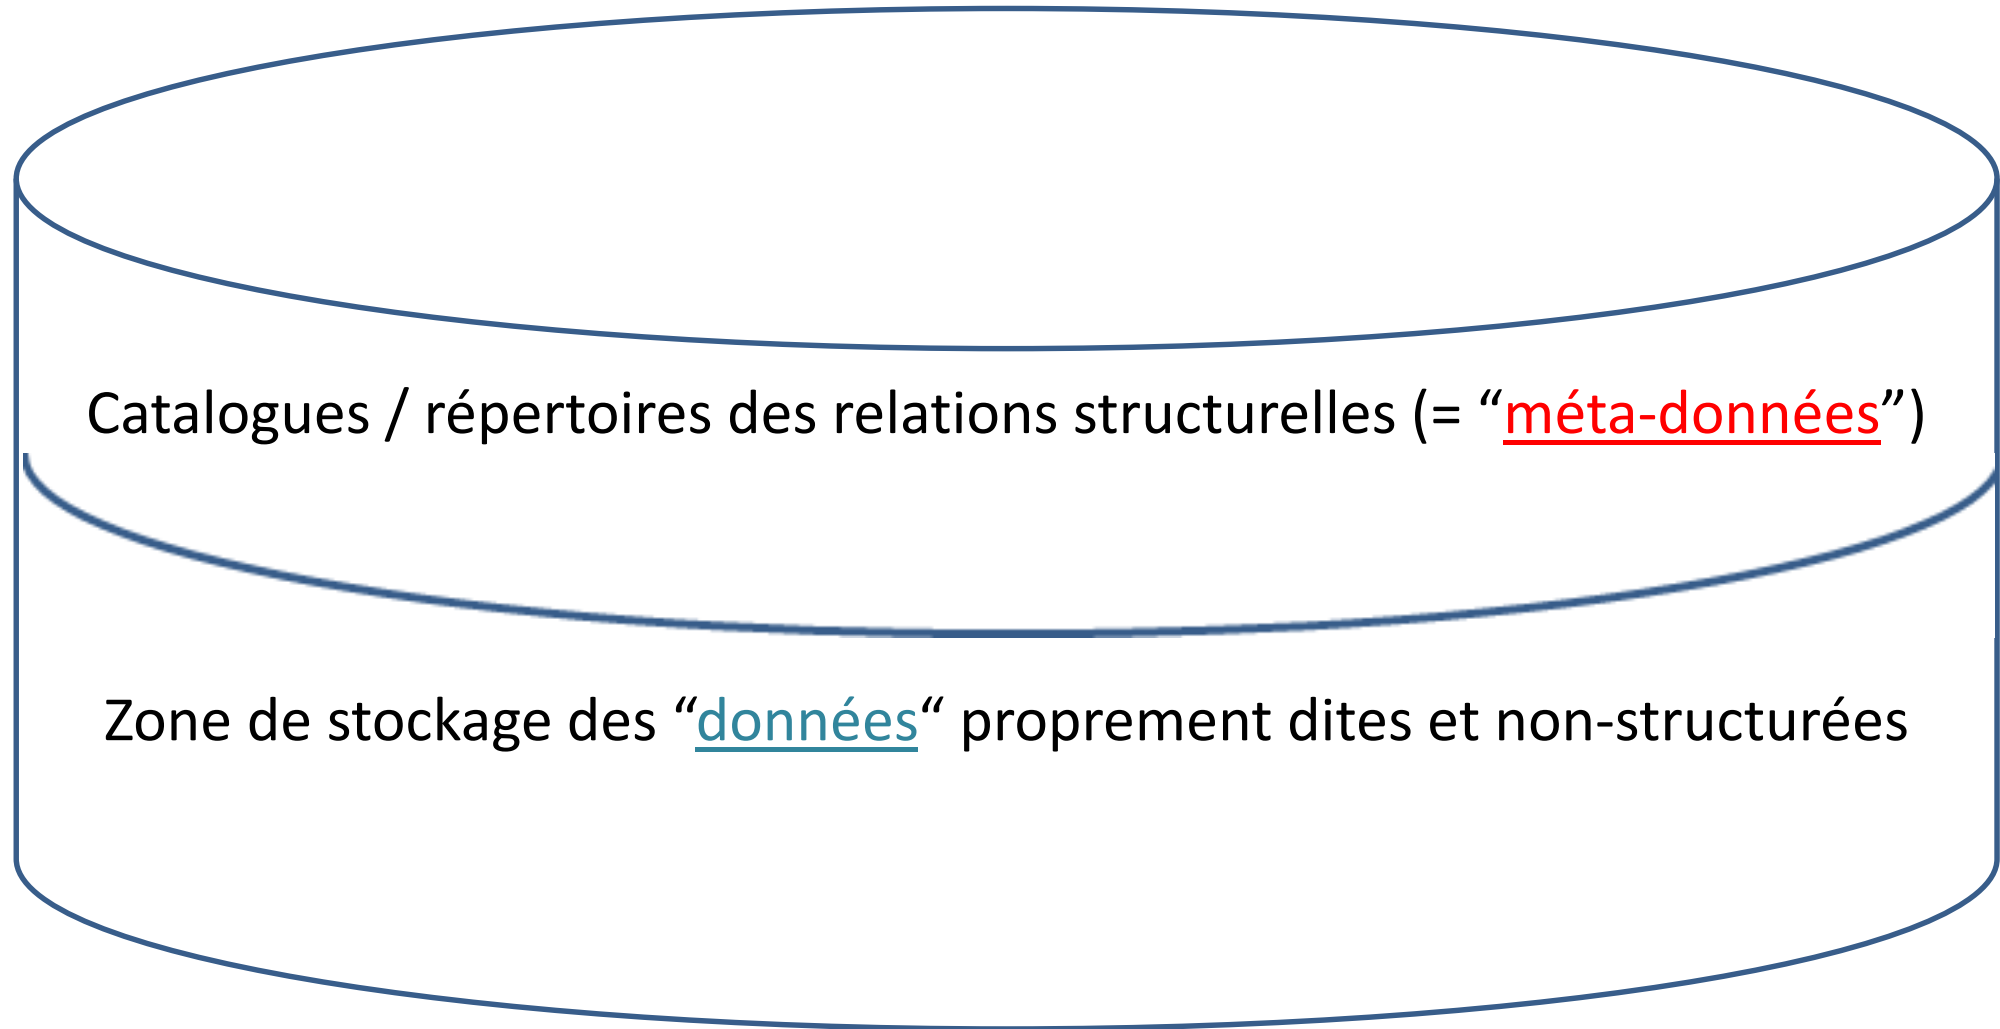 Catalogues / répertoires des relations structurelles (= “méta-données”)
Zone de stockage des “données“ proprement dites et non-structurées